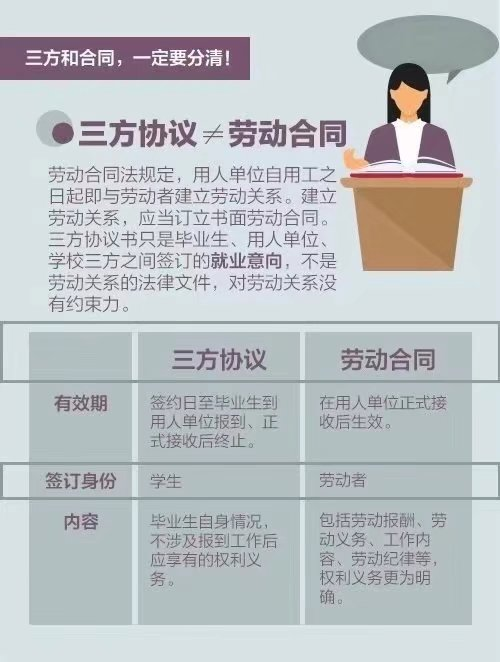 三方和合同，一定要分清！
三方协议≠劳动合同
劳动合同法规定，用人单位自用工之
日起即与劳动者建立劳动关系。建立
劳动关系，应当订立书面劳动合同。
三方协议书只是毕业生、用人单位、
学校三方之间签订的就业意向，不是
劳动关系的法律文件，对劳动关系没
有约束力。
三方协议 劳动合同
有效期
签约日至毕业生到
用人单位报到、正
式接收后终止。
在用人单位正式接
收后生效。
签订身份 学生 劳动者
内容
毕业生自身情况，
不涉及报到工作后
应享有的权利义
务。
包括劳动报酬、劳
动义务、工作内
容、劳动纪律等，
权利义务更为明
确。